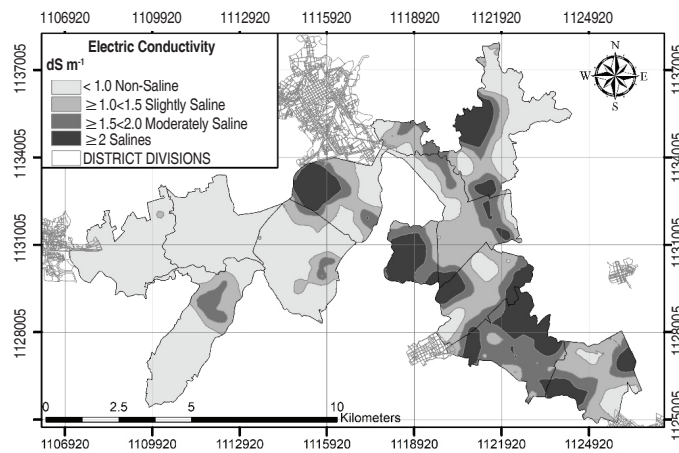 1106920 1109920 1112920 1115920 1118920 1121920 1124920
Electric Conductivity
dS m⁻¹
< 1.0 Non-Saline
≥ 1.0<1.5 Slightly Saline
≥ 1.5<2.0 Moderately Saline
≥2 Salines
DISTRICT DIVISIONS
N
W E
S
1137005 1137005
1134005 1134005
1131005 1131005
1128005 1128005
1125005 1125005
0 2.5 5 10
Kilometers
1106920 1109920 1112920 1115920 1118920 1121920 1124920